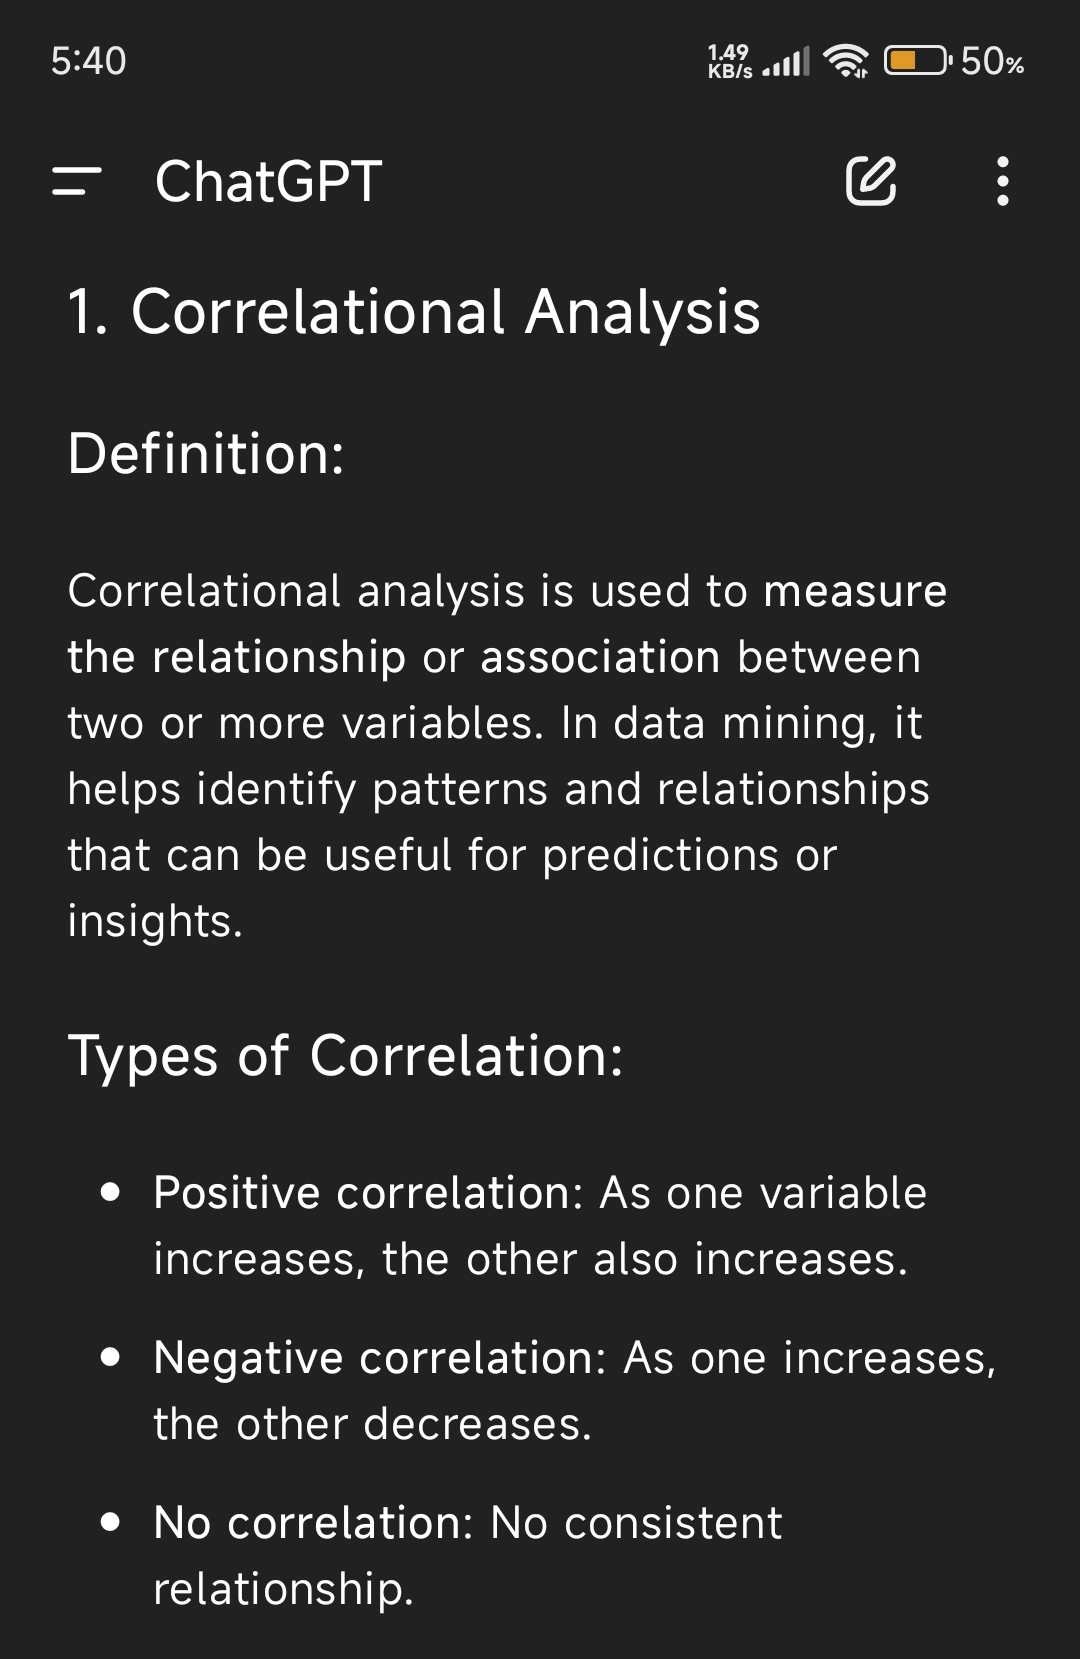 5:40
1.49
KB/s
50%
ChatGPT
1. Correlational Analysis
Definition:
Correlational analysis is used to measure
the relationship or association between
two or more variables. In data mining, it
helps identify patterns and relationships
that can be useful for predictions or
insights.
Types of Correlation:
• Positive correlation: As one variable
increases, the other also increases.
• Negative correlation: As one increases,
the other decreases.
• No correlation: No consistent
relationship.